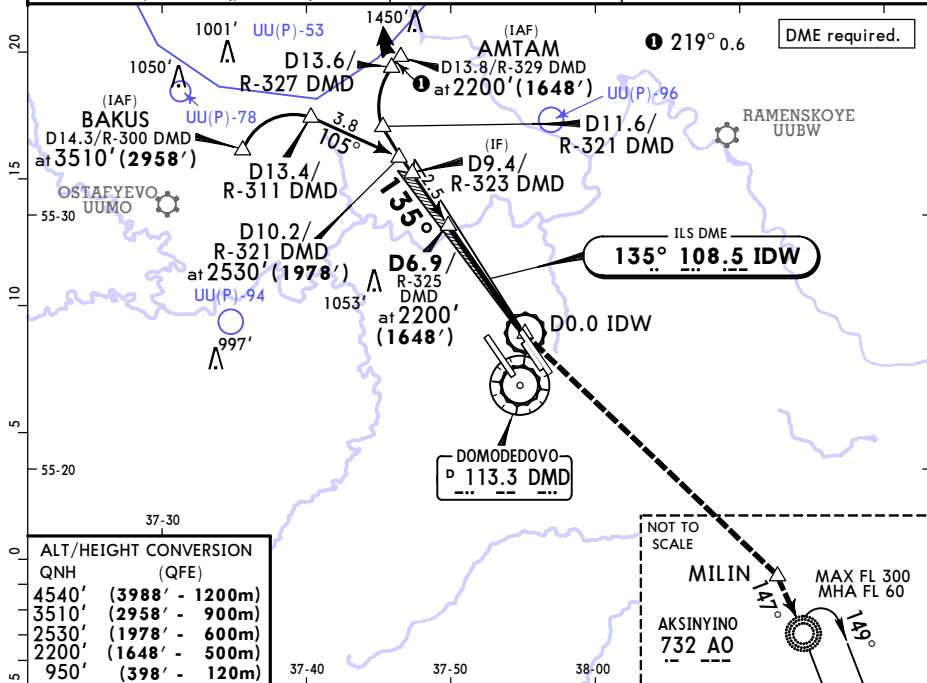 20
1001'
UU(P)-53
1450'
(IAF)
AMTAM
D13.8/R-329 DMD
at 2200' (1648')
1
1 219° 0.6
DME required.
1050'
D13.6/
R-327 DMD
UU(P)-78
UU(P)-96
(IAF)
BAKUS
D14.3/R-300 DMD
at 3510' (2958')
3.8
105°
D11.6/
R-321 DMD
RAMENSKOYE
UUBW
15
D13.4/
R-311 DMD
(IF)
D9.4/
R-323 DMD
2.5
135°
OSTAFYEVO
UUMO
55-30
D10.2/
R-321 DMD
at 2530' (1978')
ILS DME
135° 108.5 IDW
D6.9/
R-325
DMD
at 2200'
(1648')
UU(P)-94
1053'
10
D0.0 IDW
997'
5
55-20
DOMODEDOVO
D 113.3 DMD
37-30
0
ALT/HEIGHT CONVERSION
QNH (QFE)
4540' (3988' - 1200m)
3510' (2958' - 900m)
2530' (1978' - 600m)
2200' (1648' - 500m)
950' (398' - 120m)
5
37-40
37-50
38-00
NOT TO
SCALE
MILIN
147°
MAX FL 300
MHA FL 60
149°
AKSINYINO
732 AO